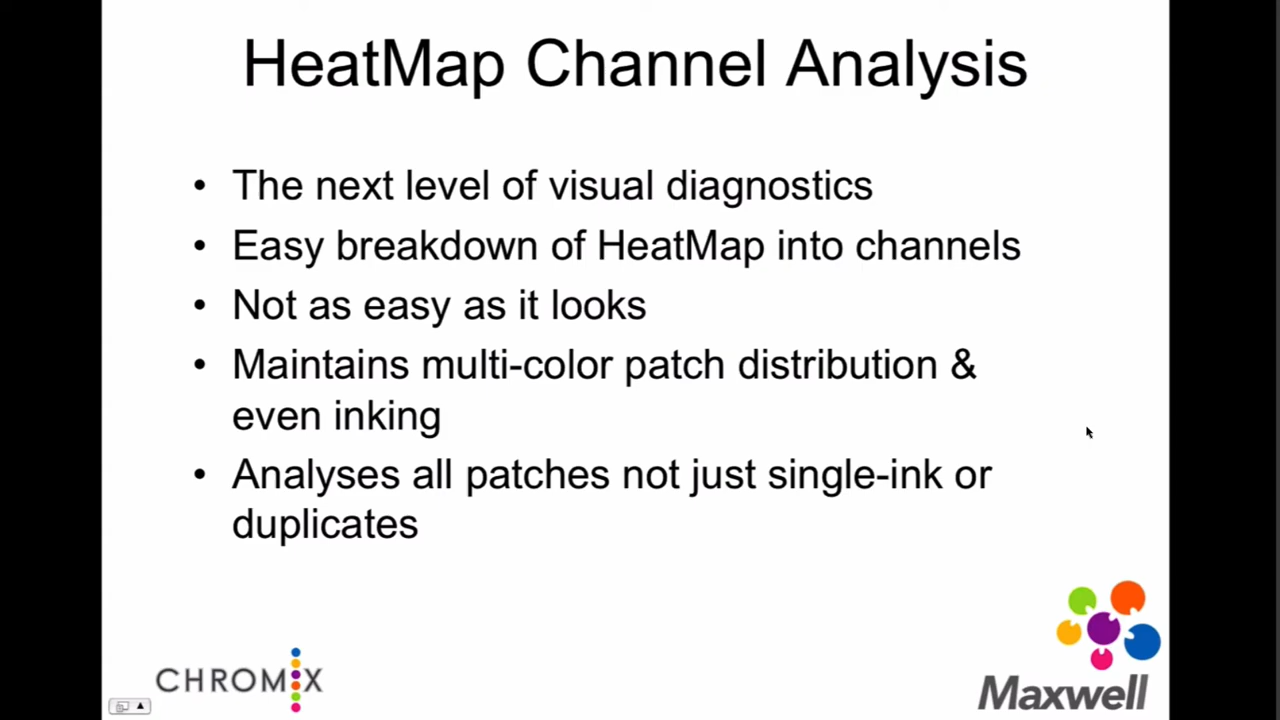 HeatMap Channel Analysis
• The next level of visual diagnostics
• Easy breakdown of HeatMap into channels
• Not as easy as it looks
• Maintains multi-color patch distribution &
even inking
• Analyses all patches not just single-ink or
duplicates
CHROMIX
Maxwell